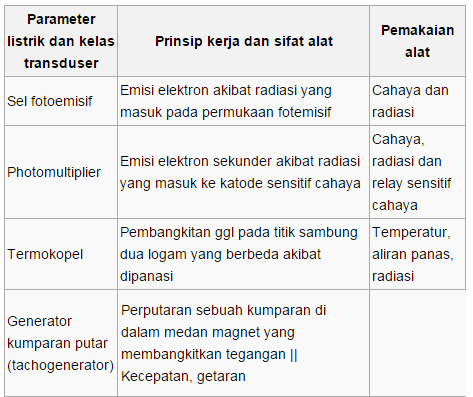 Parameter
listrik dan kelas
transduser
Prinsip kerja dan sifat alat
Pemakaian
alat
Sel fotoemisif
Emisi elektron akibat radiasi yang
masuk pada permukaan fotemisif
Cahaya dan
radiasi
Photomultiplier
Emisi elektron sekunder akibat radiasi
yang masuk ke katode sensitif cahaya
Cahaya,
radiasi dan
relay sensitif
cahaya
Termokopel
Pembangkitan ggl pada titik sambung
dua logam yang berbeda akibat
dipanasi
Temperatur,
aliran panas,
radiasi
Generator
kumparan putar
(tachogenerator)
Perputaran sebuah kumparan di
dalam medan magnet yang
membangkitkan tegangan ||
Kecepatan, getaran